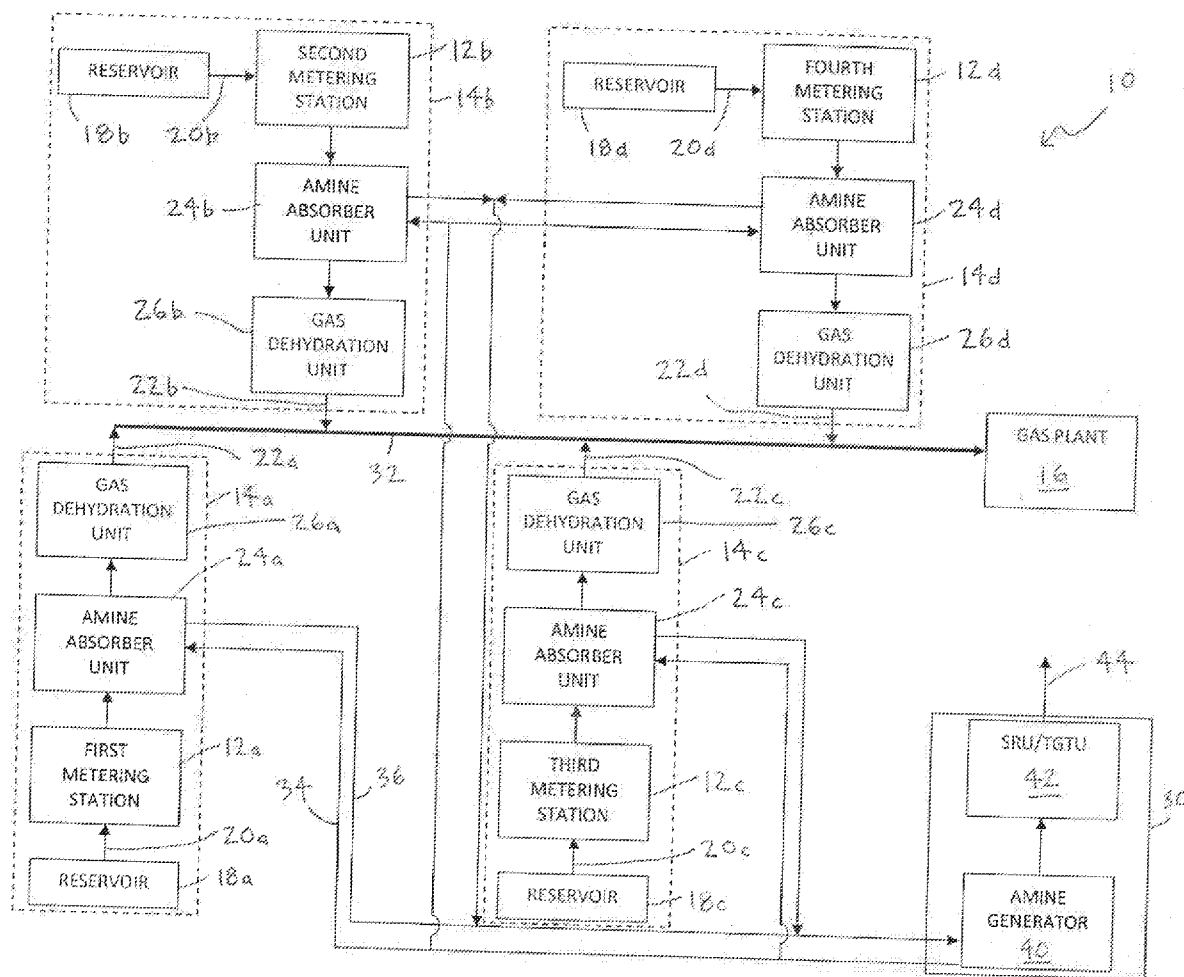 RESERVOIR
SECOND
METERING
STATION
12b
14b
18b
20b
RESERVOIR
FOURTH
METERING
STATION
12d
10
18d
20d
24b
AMINE
ABSORBER
UNIT
AMINE
ABSORBER
UNIT
24d
14d
26b
GAS
DEHYDRATION
UNIT
22b
GAS
DEHYDRATION
UNIT
26d
22d
32
GAS PLANT
16
22a
14a
GAS
DEHYDRATION
UNIT
26a
24a
22c
GAS
DEHYDRATION
UNIT
26c
14c
24c
AMINE
ABSORBER
UNIT
AMINE
ABSORBER
UNIT
44
FIRST
METERING
STATION
12a
34
36
THIRD
METERING
STATION
12c
SRU/TGTU
42
30
20a
RESERVOIR
18a
20c
RESERVOIR
18c
AMINE
GENERATOR
40